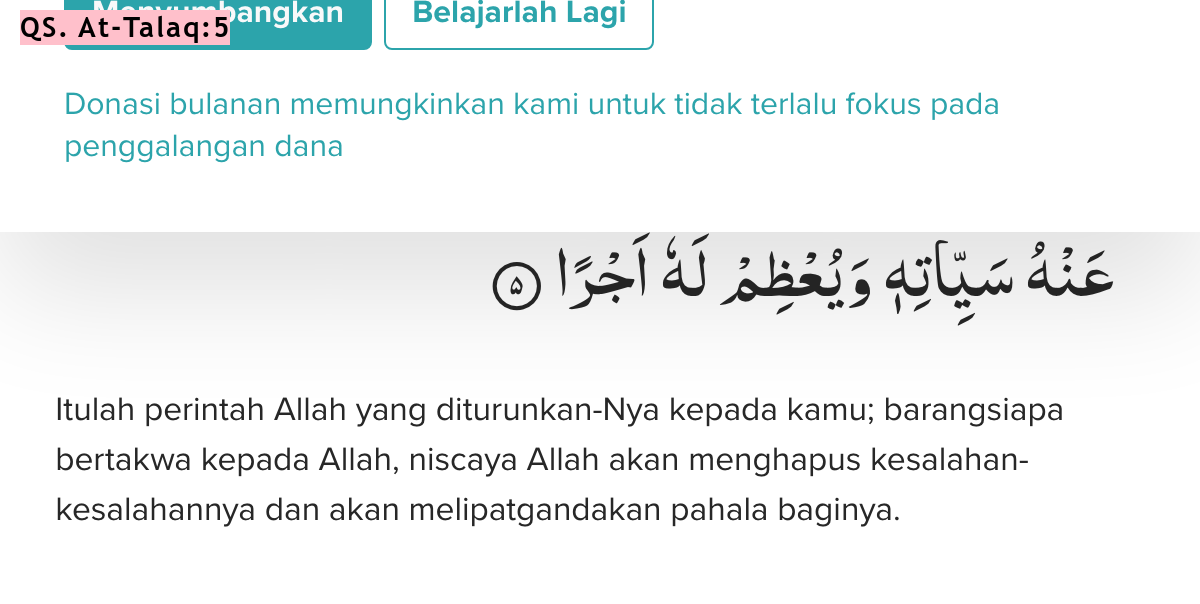 QS. At-Talaq:5
Menyumbangkan
Belajarlah Lagi
Donasi bulanan memungkinkan kami untuk tidak terlalu fokus pada
penggalangan dana
عَنْهُ سَيِّاٰتِهٖ وَيُعْظِمْ لَهٗٓ اَجْرًا ۝٥
Itulah perintah Allah yang diturunkan-Nya kepada kamu; barangsiapa
bertakwa kepada Allah, niscaya Allah akan menghapus kesalahan-
kesalahannya dan akan melipatgandakan pahala baginya.